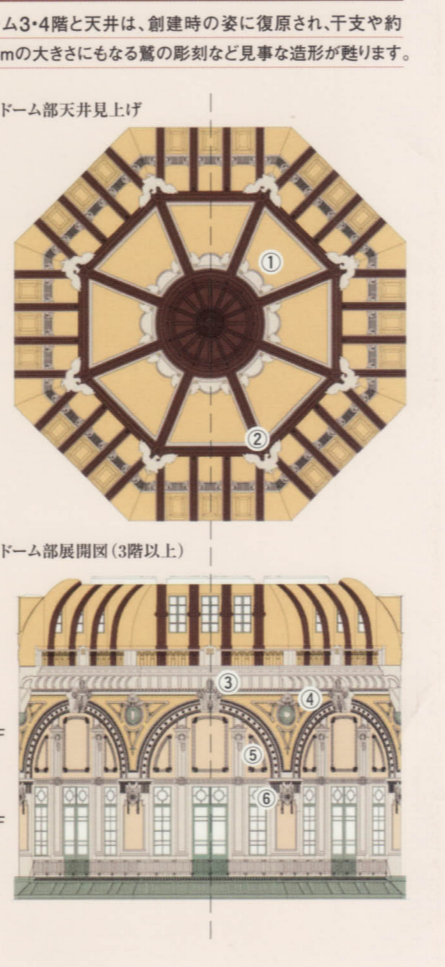 ム3・4階と天井は、創建時の姿に復原され、干支や約
mの大きさにもなる鷲の彫刻など見事な造形が甦ります。
ドーム部天井見上げ
①
②
ドーム部展開図（3階以上）
③
④
⑤
⑥